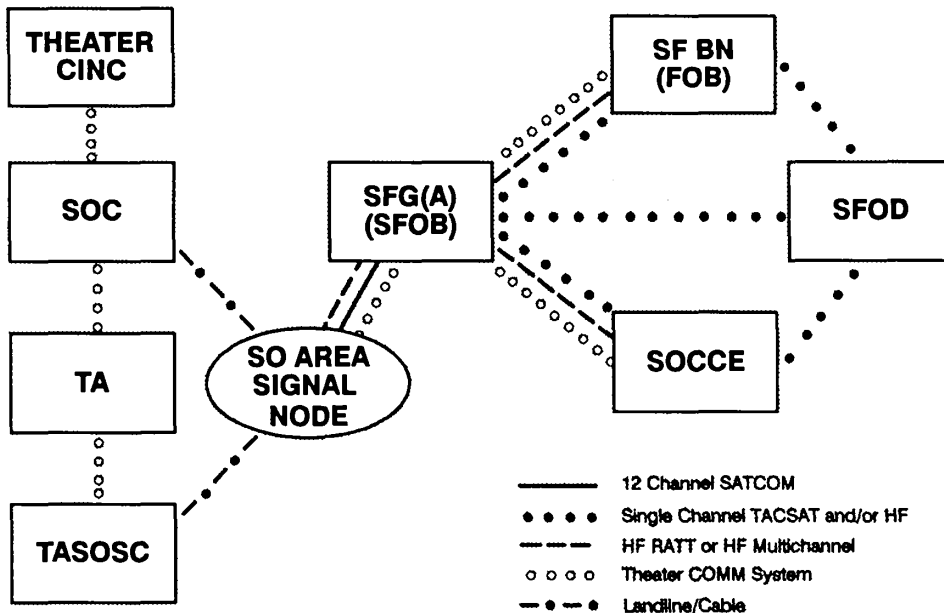 THEATER
CINC
SOC
TA
TASOSC
SO AREA
SIGNAL
NODE
SFG(A)
(SFOB)
SF BN
(FOB)
SFOD
SOCCE
12 Channel SATCOM
Single Channel TACSAT and/or HF
HF RATT or HF Multichannel
Theater COMM System
Landline/Cable